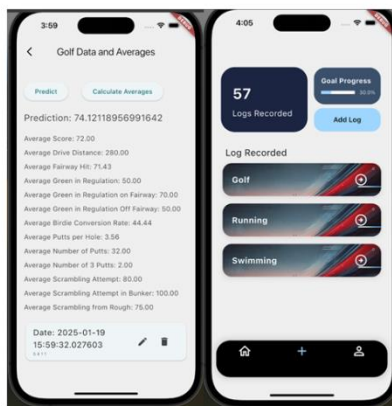 3:59
Golf Data and Averages
Predict
Calculate Averages
Prediction: 74.12118956991642
Average Score: 72.00
Average Drive Distance: 280.00
Average Fairway Hit: 71.43
Average Green in Regulation: 50.00
Average Green in Regulation on Fairway: 70.00
Average Green in Regulation Off Fairway: 50.00
Average Birdie Conversion Rate: 44.44
Average Putts per Hole: 3.56
Average Number of Putts: 32.00
Average Number of 3 Putts: 2.00
Average Scrambling Attempt: 80.00
Average Scrambling Attempt in Bunker: 100.00
Average Scrambling from Rough: 75.00
Date: 2025-01-19
15:59:32.027603
4:05
57
Logs Recorded
Goal Progress
32.0%
Add Log
Log Recorded
Golf
Running
Swimming